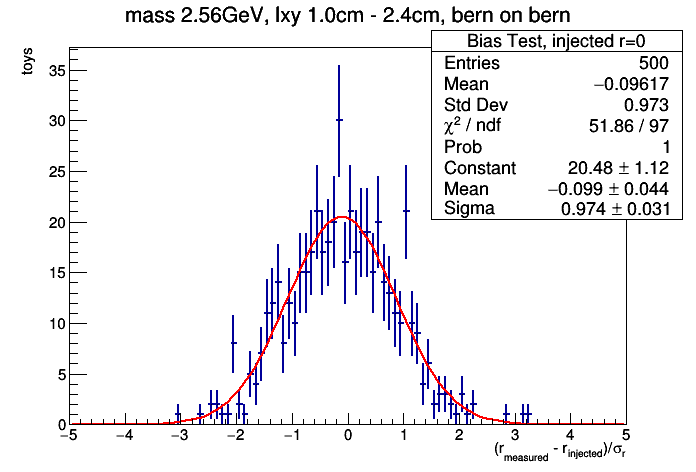 mass 2.56GeV, lxy 1.0cm - 2.4cm, bern on bern
Bias Test, injected r=0
Entries 500
Mean −0.09617
Std Dev 0.973
χ² / ndf 51.86 / 97
Prob 1
Constant 20.48 ± 1.12
Mean −0.099 ± 0.044
Sigma 0.974 ± 0.031
toys
35
30
25
20
15
10
5
0
−5 −4 −3 −2 −1 0 1 2 3 4 5
(r_measured - r_injected)/σ_r